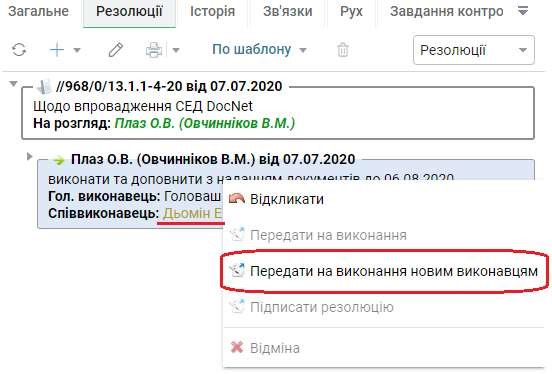 Загальне Резолюції Історія Зв'язки Рух Завдання контро
По шаблону Резолюції
//968/0/13.1.1-4-20 від 07.07.2020
Щодо впровадження СЕД DocNet
На розгляд: Плаз О.В. (Овчинніков В.М.)
Плаз О.В. (Овчинніков В.М.) від 07.07.2020
виконати та доповнити з наданням документів до 06.08.2020
Гол. виконавець: Головаш
Співвиконавець: Дьомін Е
Відкликати
Передати на виконання
Передати на виконання новим виконавцям
Підписати резолюцію
Відміна